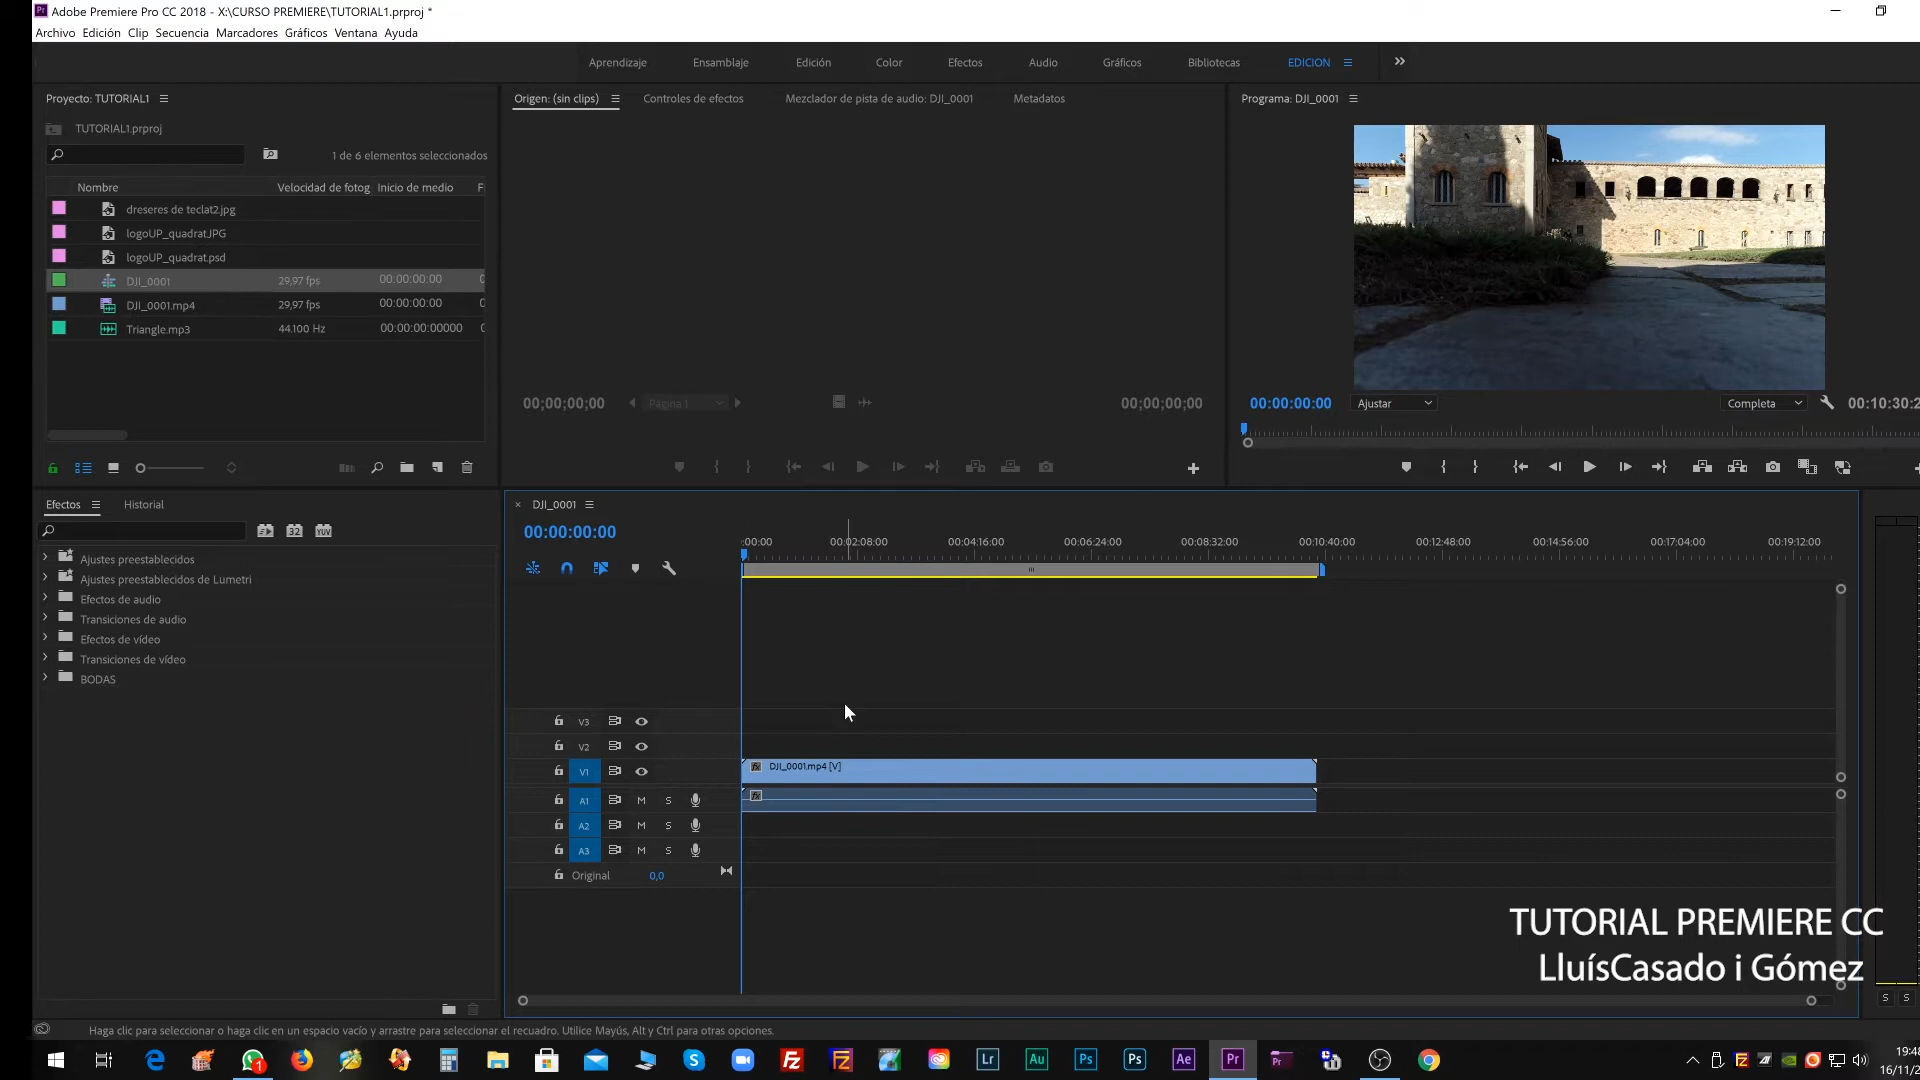 Adobe Premiere Pro CC 2018 - X:\CURSO PREMIERE\TUTORIAL1.prproj *
Archivo Edición Clip Secuencia Marcadores Gráficos Ventana Ayuda
Aprendizaje Ensamblaje Edición Color Efectos Audio Gráficos Bibliotecas EDICION
Proyecto: TUTORIAL1
Origen: (sin clips) Controles de efectos Mezclador de pista de audio: DJI_0001 Metadatos
Programa: DJI_0001
TUTORIAL1.prproj
1 de 6 elementos seleccionados
Nombre Velocidad de fotog Inicio de medio F
dreseres de teclat2.jpg
logoUP_quadrat.JPG
logoUP_quadrat.psd
DJI_0001 29,97 fps 00:00:00:00
DJI_0001.mp4 29,97 fps 00:00:00:00
Triangle.mp3 44.100 Hz 00:00:00:00000
00;00;00;00 Página 1 00;00;00;00
00:00:00:00 Ajustar Completa 00:10:30:2
Efectos Historial
Ajustes preestablecidos
Ajustes preestablecidos de Lumetri
Efectos de audio
Transiciones de audio
Efectos de vídeo
Transiciones de vídeo
BODAS
DJI_0001
00:00:00:00
:00:00 00:02:08:00 00:04:16:00 00:06:24:00 00:08:32:00 00:10:40:00 00:12:48:00 00:14:56:00 00:17:04:00 00:19:12:00
V3
V2
V1 DJI_0001.mp4 [V]
A1 M S
A2 M S
A3 M S
Original 0,0
TUTORIAL PREMIERE CC
LluísCasado i Gómez
S S
Haga clic para seleccionar o haga clic en un espacio vacío y arrastre para seleccionar el recuadro. Utilice Mayús, Alt y Ctrl para otras opciones.
Lr Au Ps Ps Ae Pr Pr
19:48
16/11/2